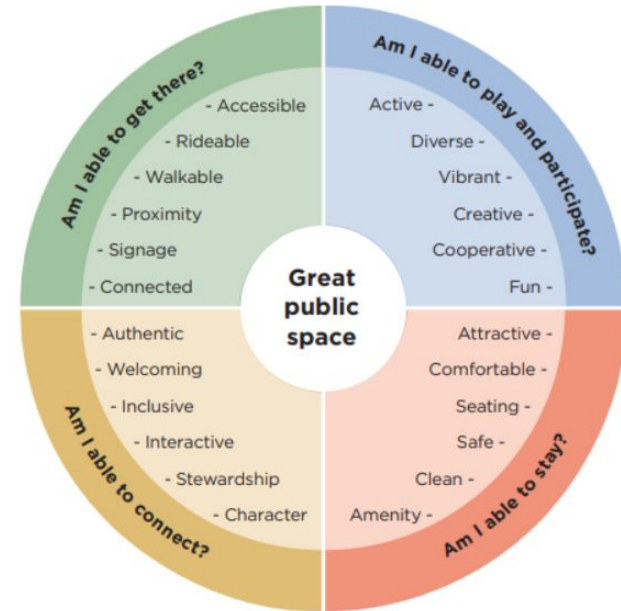 Am I able to get there?
- Accessible
- Rideable
- Walkable
- Proximity
- Signage
- Connected
Am I able to play and participate?
Active -
Diverse -
Vibrant -
Creative -
Cooperative -
Fun -
Great
public
space
- Authentic
- Welcoming
- Inclusive
- Interactive
- Stewardship
- Character
Am I able to connect?
Attractive -
Comfortable -
Seating -
Safe -
Clean -
Amenity -
Am I able to stay?